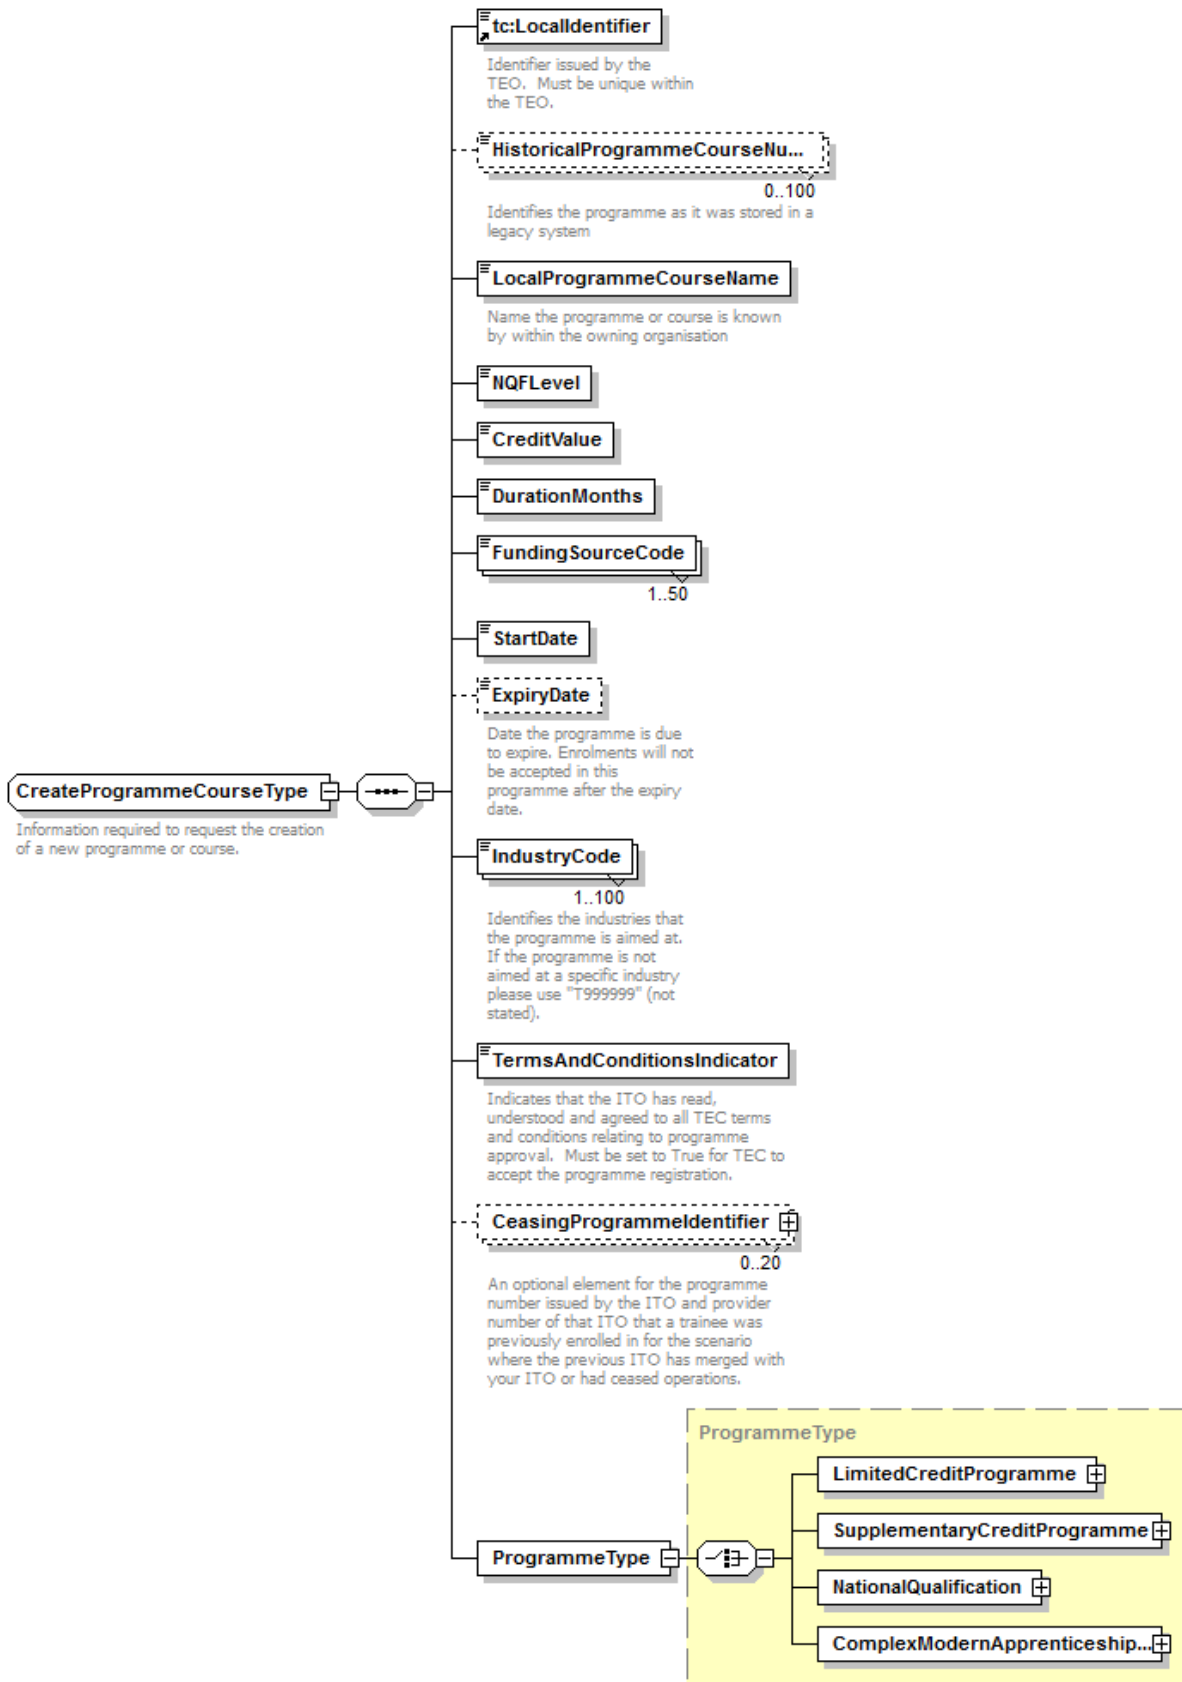 tc:LocalIdentifier
Identifier issued by the
TEO.  Must be unique within
the TEO.
HistoricalProgrammeCourseNu...
0..100
Identifies the programme as it was stored in a
legacy system
LocalProgrammeCourseName
Name the programme or course is known
by within the owning organisation
NQFLevel
CreditValue
DurationMonths
FundingSourceCode
1..50
StartDate
ExpiryDate
Date the programme is due
to expire. Enrolments will not
be accepted in this
programme after the expiry
date.
CreateProgrammeCourseType
Information required to request the creation
of a new programme or course.
IndustryCode
1..100
Identifies the industries that
the programme is aimed at.
If the programme is not
aimed at a specific industry
please use "T999999" (not
stated).
TermsAndConditionsIndicator
Indicates that the ITO has read,
understood and agreed to all TEC terms
and conditions relating to programme
approval.  Must be set to True for TEC to
accept the programme registration.
CeasingProgrammeIdentifier
0..20
An optional element for the programme
number issued by the ITO and provider
number of that ITO that a trainee was
previously enrolled in for the scenario
where the previous ITO has merged with
your ITO or had ceased operations.
ProgrammeType
LimitedCreditProgramme
SupplementaryCreditProgramme
ProgrammeType
NationalQualification
ComplexModernApprenticeship...